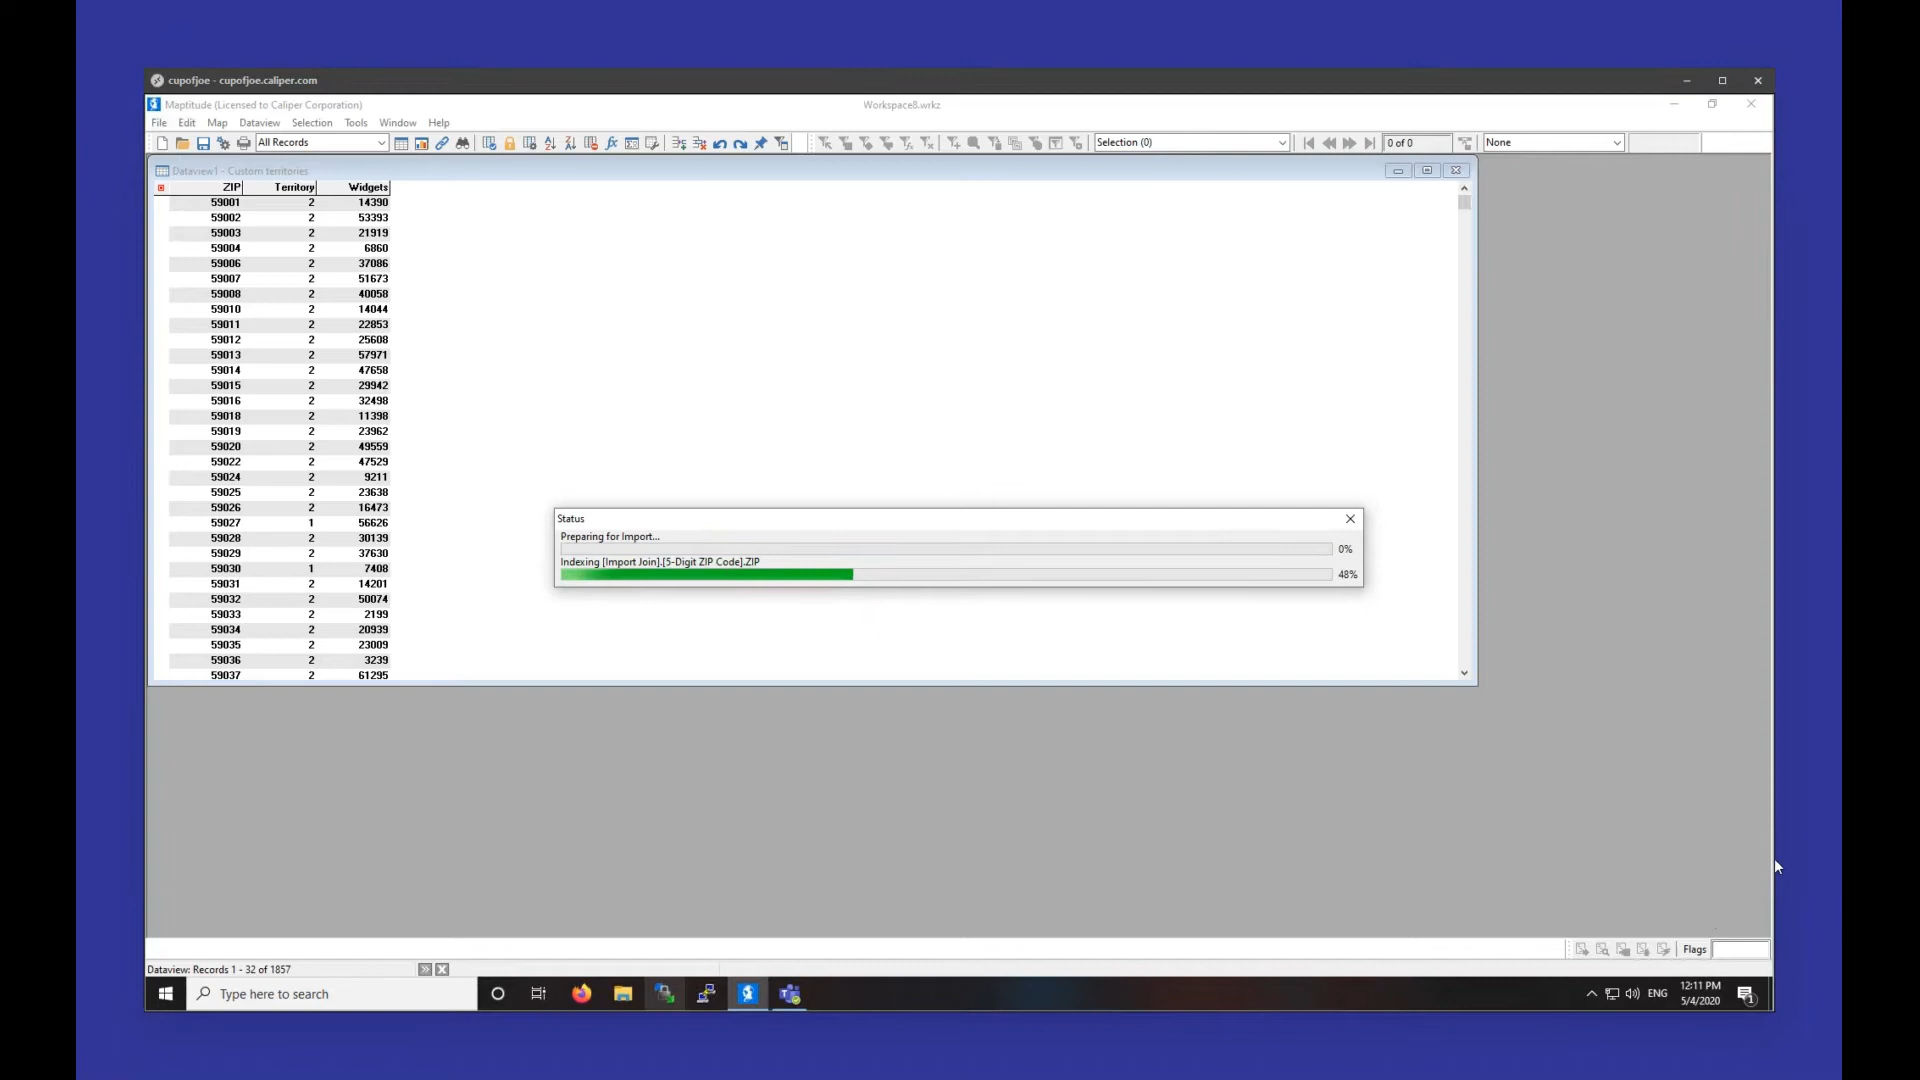 cupofjoe - cupofjoe.caliper.com
Maptitude (Licensed to Caliper Corporation) Workspace8.wrkz
File Edit Map Dataview Selection Tools Window Help
All Records Selection (0) 0 of 0 None
Dataview1 - Custom territories
ZIP Territory Widgets
59001 2 14390
59002 2 53393
59003 2 21919
59004 2 6860
59006 2 37086
59007 2 51673
59008 2 40058
59010 2 14044
59011 2 22853
59012 2 25608
59013 2 57971
59014 2 47658
59015 2 29942
59016 2 32498
59018 2 11398
59019 2 23962
59020 2 49559
59022 2 47529
59024 2 9211
59025 2 23638
59026 2 16473
59027 1 56626
59028 2 30139
59029 2 37630
59030 1 7408
59031 2 14201
59032 2 50074
59033 2 2199
59034 2 20939
59035 2 23009
59036 2 3239
59037 2 61295
Status
Preparing for Import...
0%
Indexing [Import Join].[5-Digit ZIP Code].ZIP
48%
Flags
Dataview: Records 1 - 32 of 1857
Type here to search
ENG
12:11 PM
5/4/2020
1